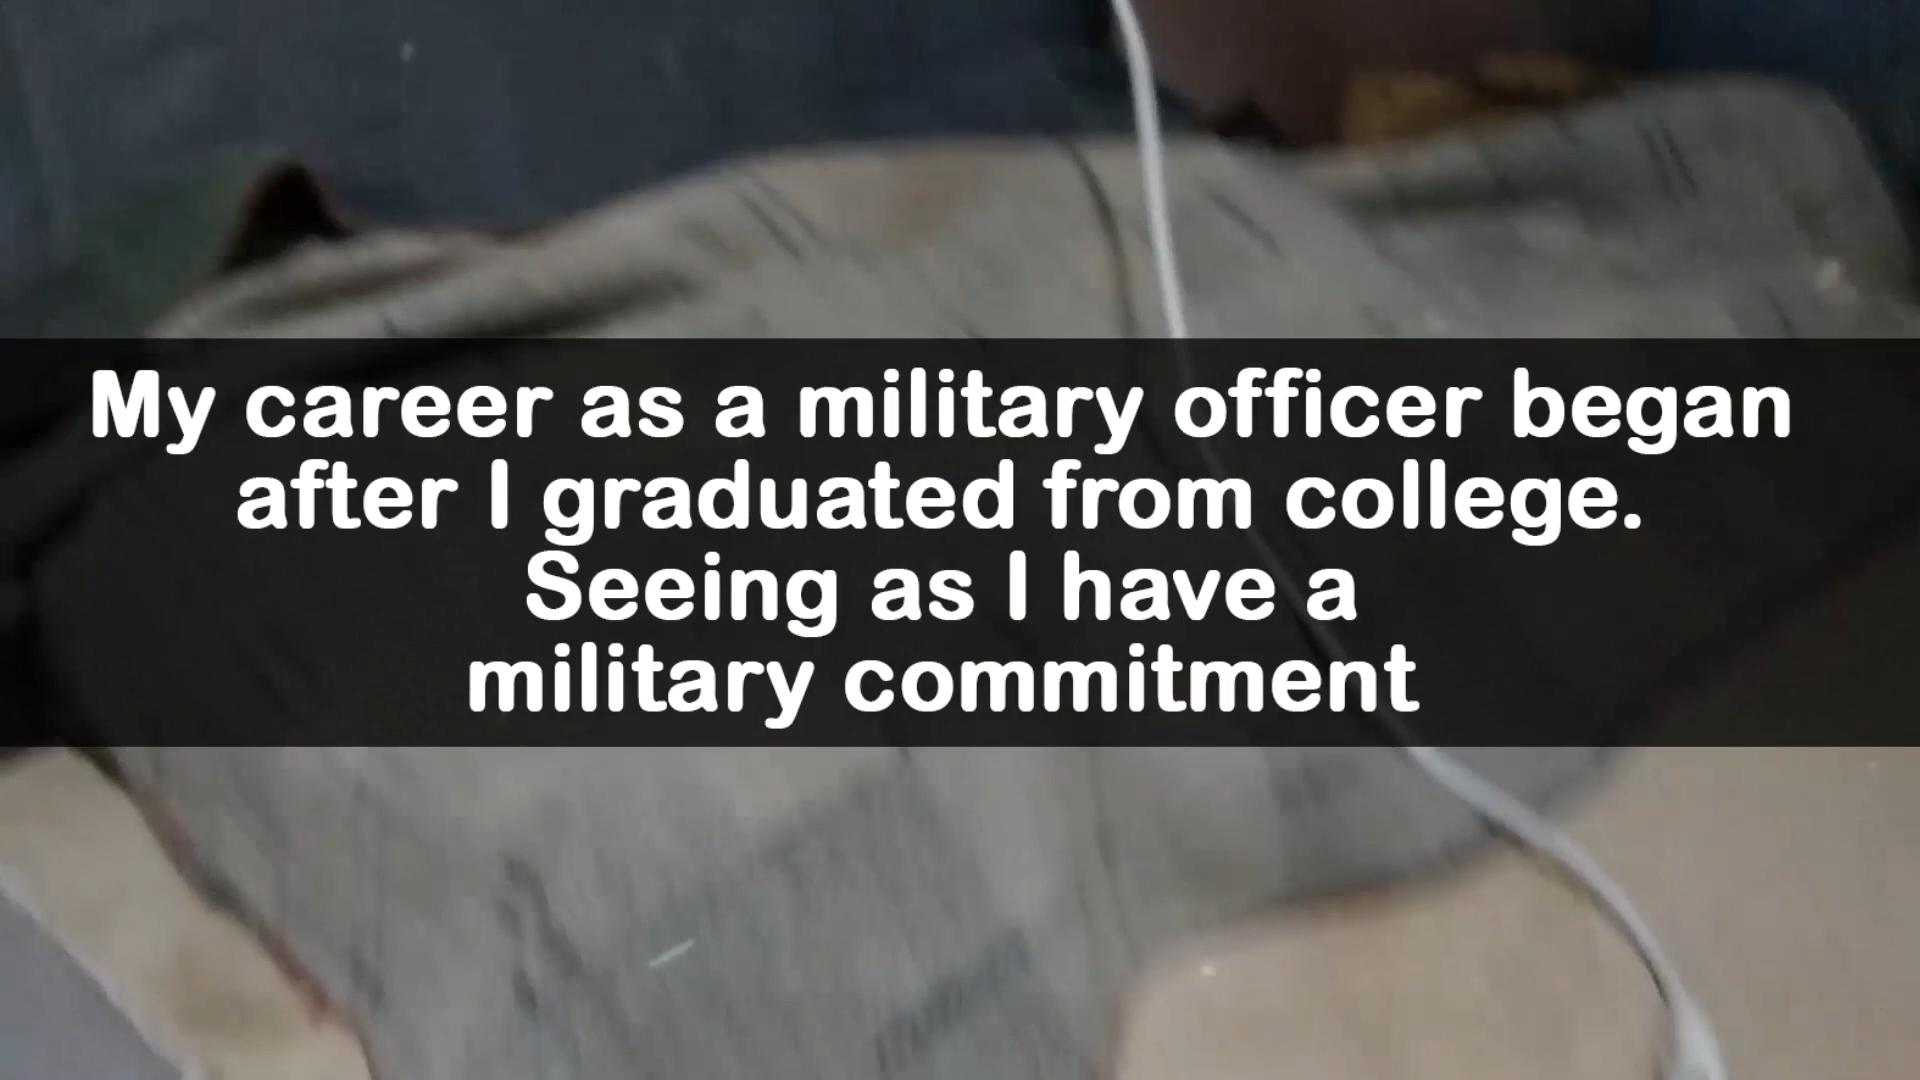 My career as a military officer began
after I graduated from college.
Seeing as I have a
military commitment